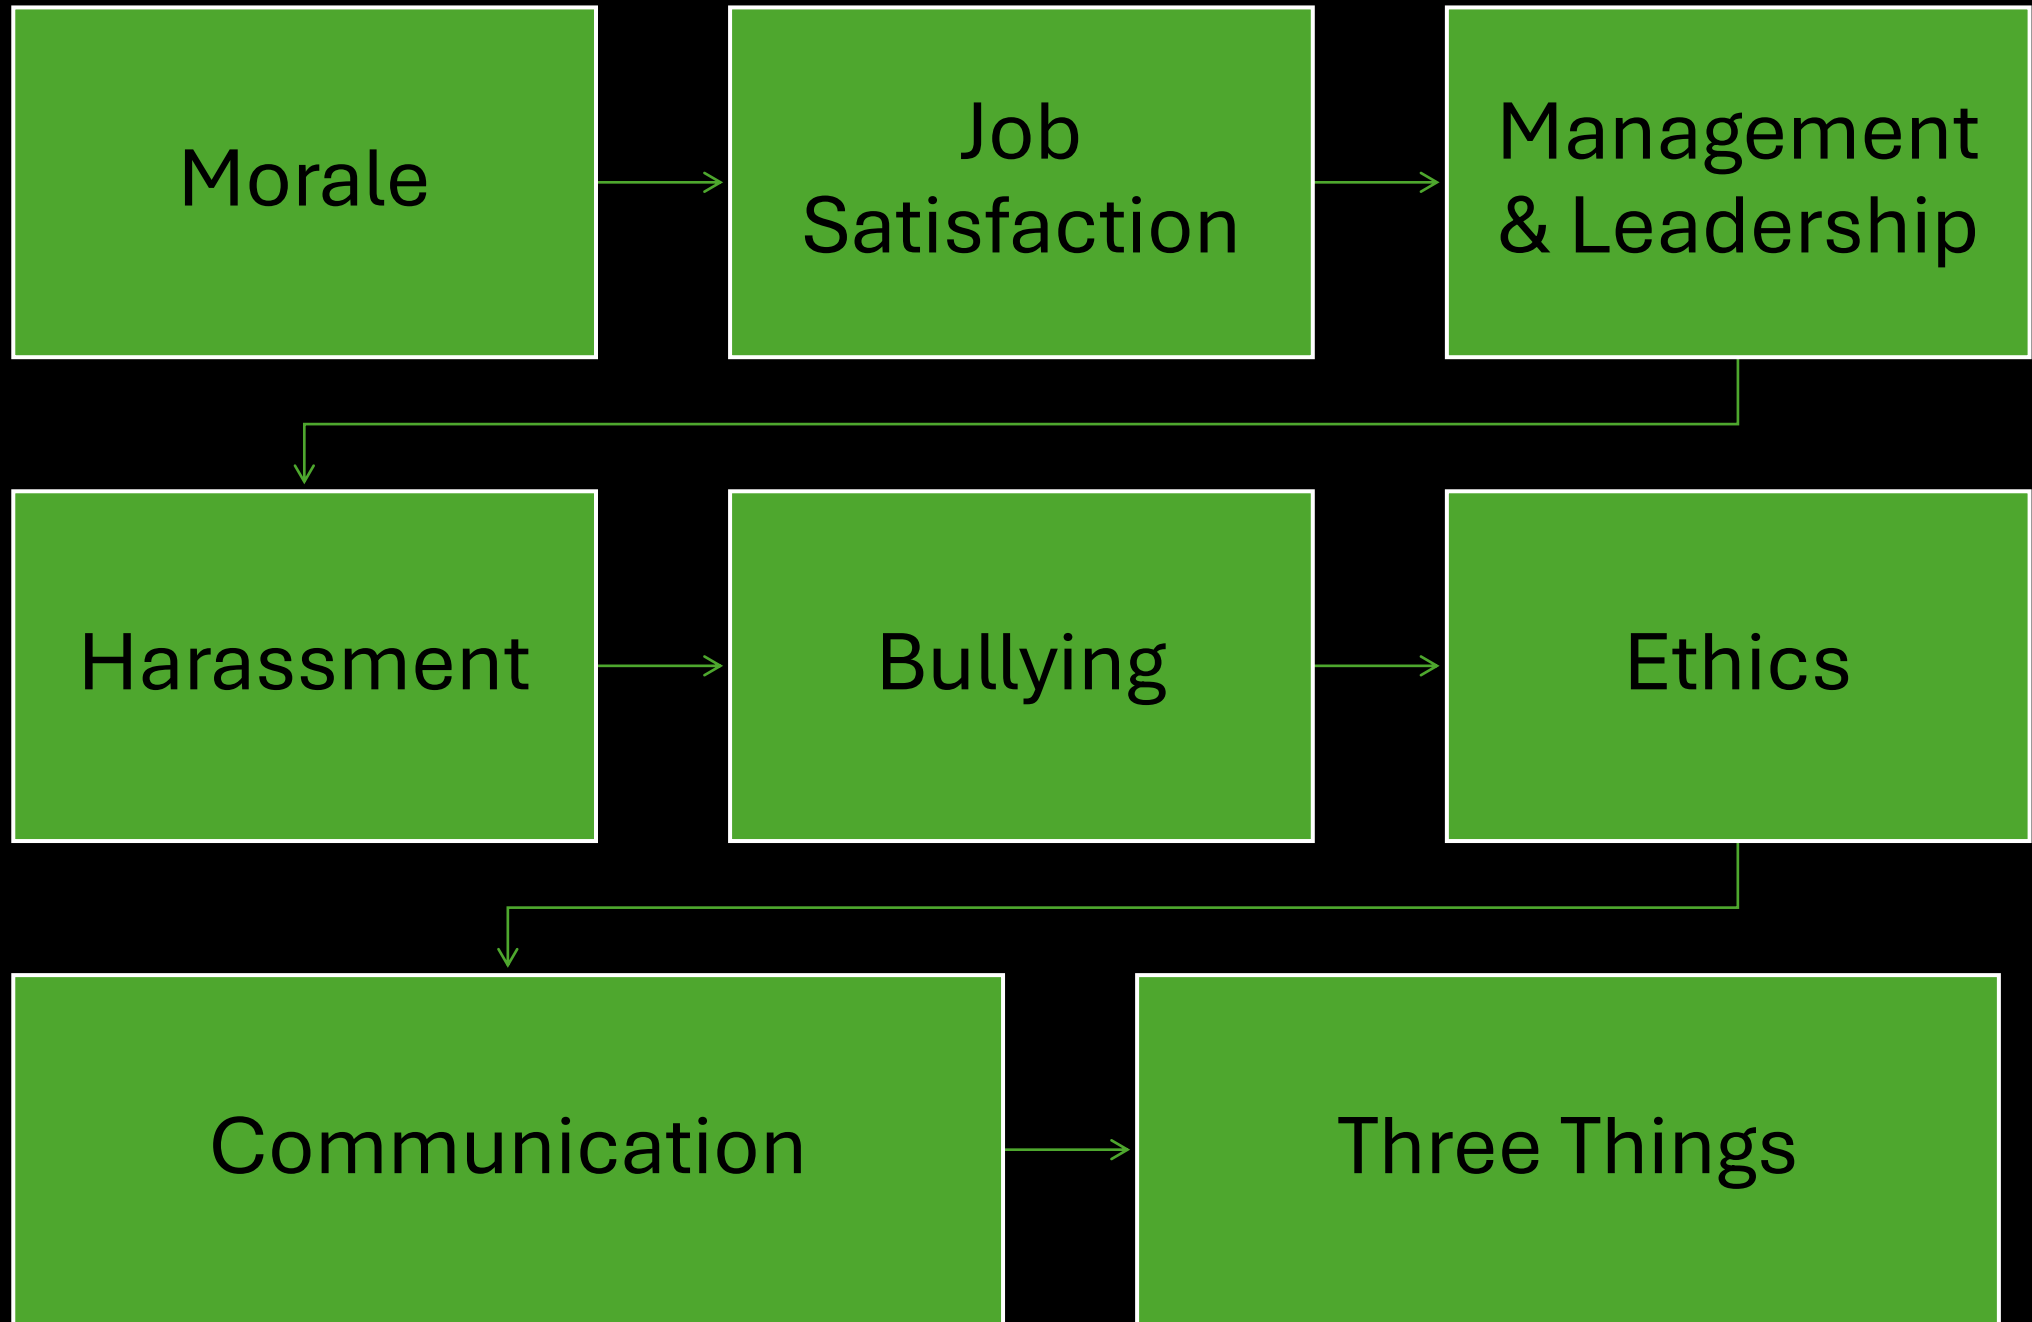 Morale
Job
Satisfaction
Management
& Leadership
Harassment
Bullying
Ethics
Communication
Three Things